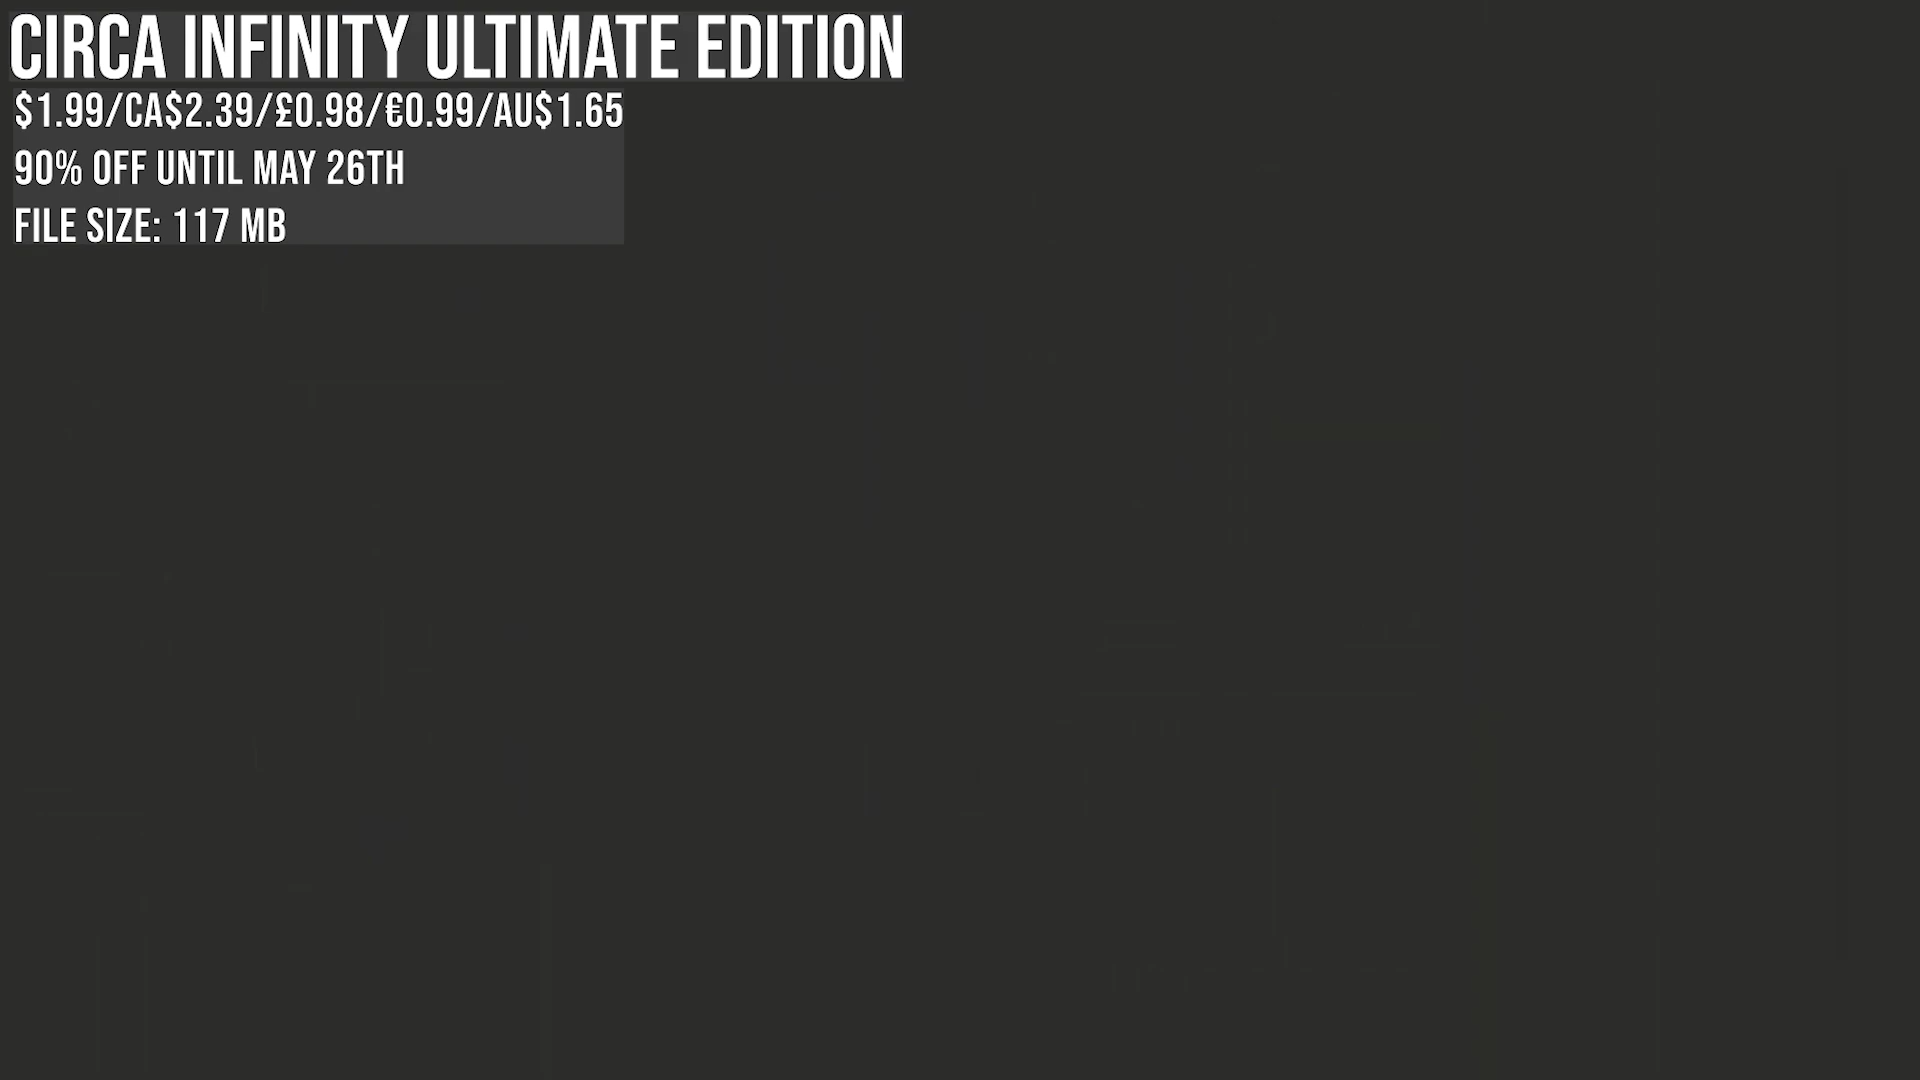 CIRCA INFINITY ULTIMATE EDITION
$1.99/CA$2.39/£0.98/€0.99/AU$1.65
90% OFF UNTIL MAY 26TH
FILE SIZE: 117 MB